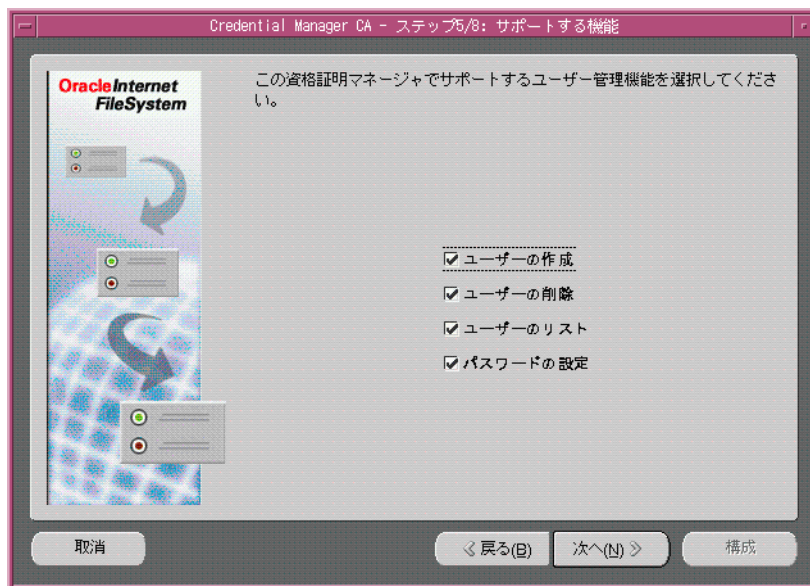 Credential Manager CA - ステップ5/8: サポートする機能
OracleInternet
FileSystem
この資格証明マネージャでサポートするユーザー管理機能を選択してくださ
い。
ユーザーの作成
ユーザーの削除
ユーザーのリスト
パスワードの設定
取消
戻る(B)
次へ(N)
構成